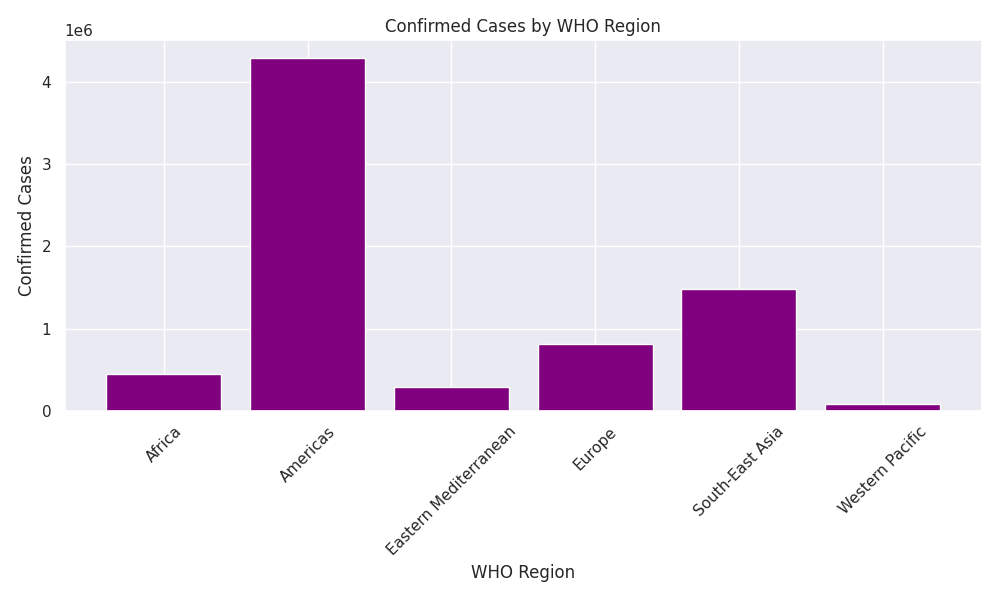 Confirmed Cases by WHO Region
1e6
4
3
2
1
0
Confirmed Cases
Africa
Americas
Eastern Mediterranean
Europe
South-East Asia
Western Pacific
WHO Region